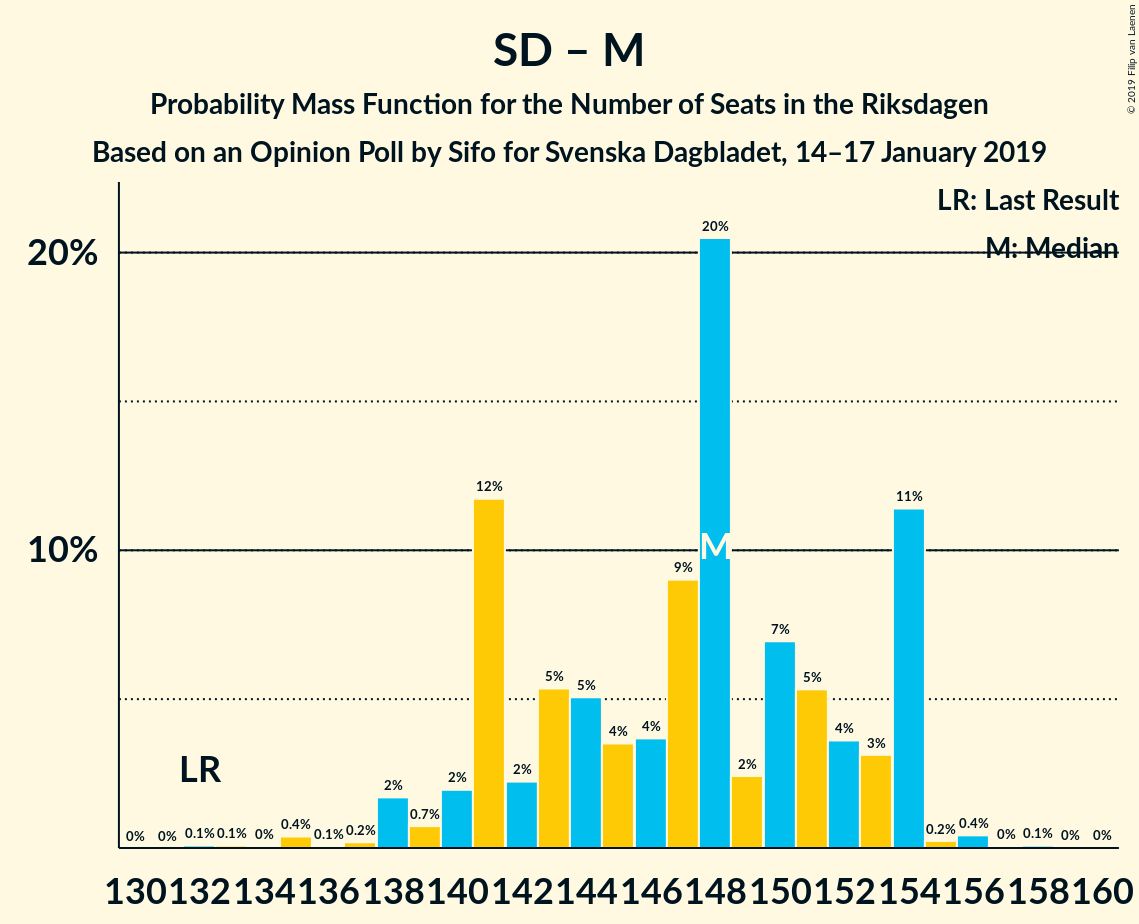 SD – M
Probability Mass Function for the Number of Seats in the Riksdagen
Based on an Opinion Poll by Sifo for Svenska Dagbladet, 14–17 January 2019
© 2019 Filip van Laenen
LR: Last Result
M: Median
20%
10%
LR
M
0% 0% 0.1% 0.1% 0% 0.4% 0.1% 0.2% 2% 0.7% 2% 12% 2% 5% 5% 4% 4% 9% 20% 2% 7% 5% 4% 3% 11% 0.2% 0.4% 0% 0.1% 0% 0%
130 132 134 136 138 140 142 144 146 148 150 152 154 156 158 160